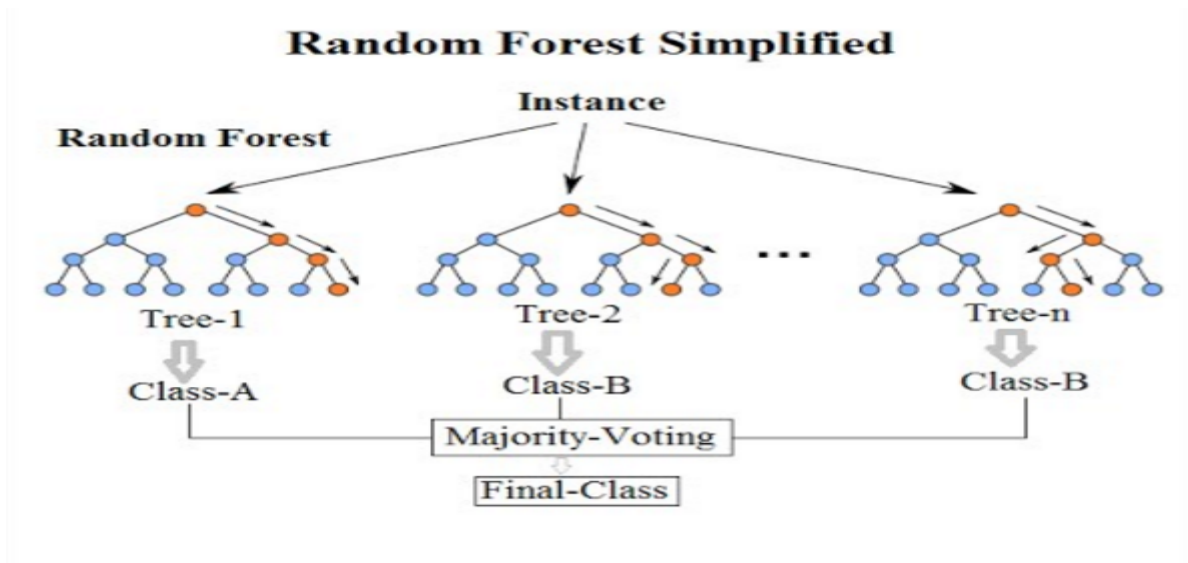 Random Forest Simplified
Instance
Random Forest
...
Tree-1
Tree-2
Tree-n
Class-A
Class-B
Class-B
Majority-Voting
Final-Class